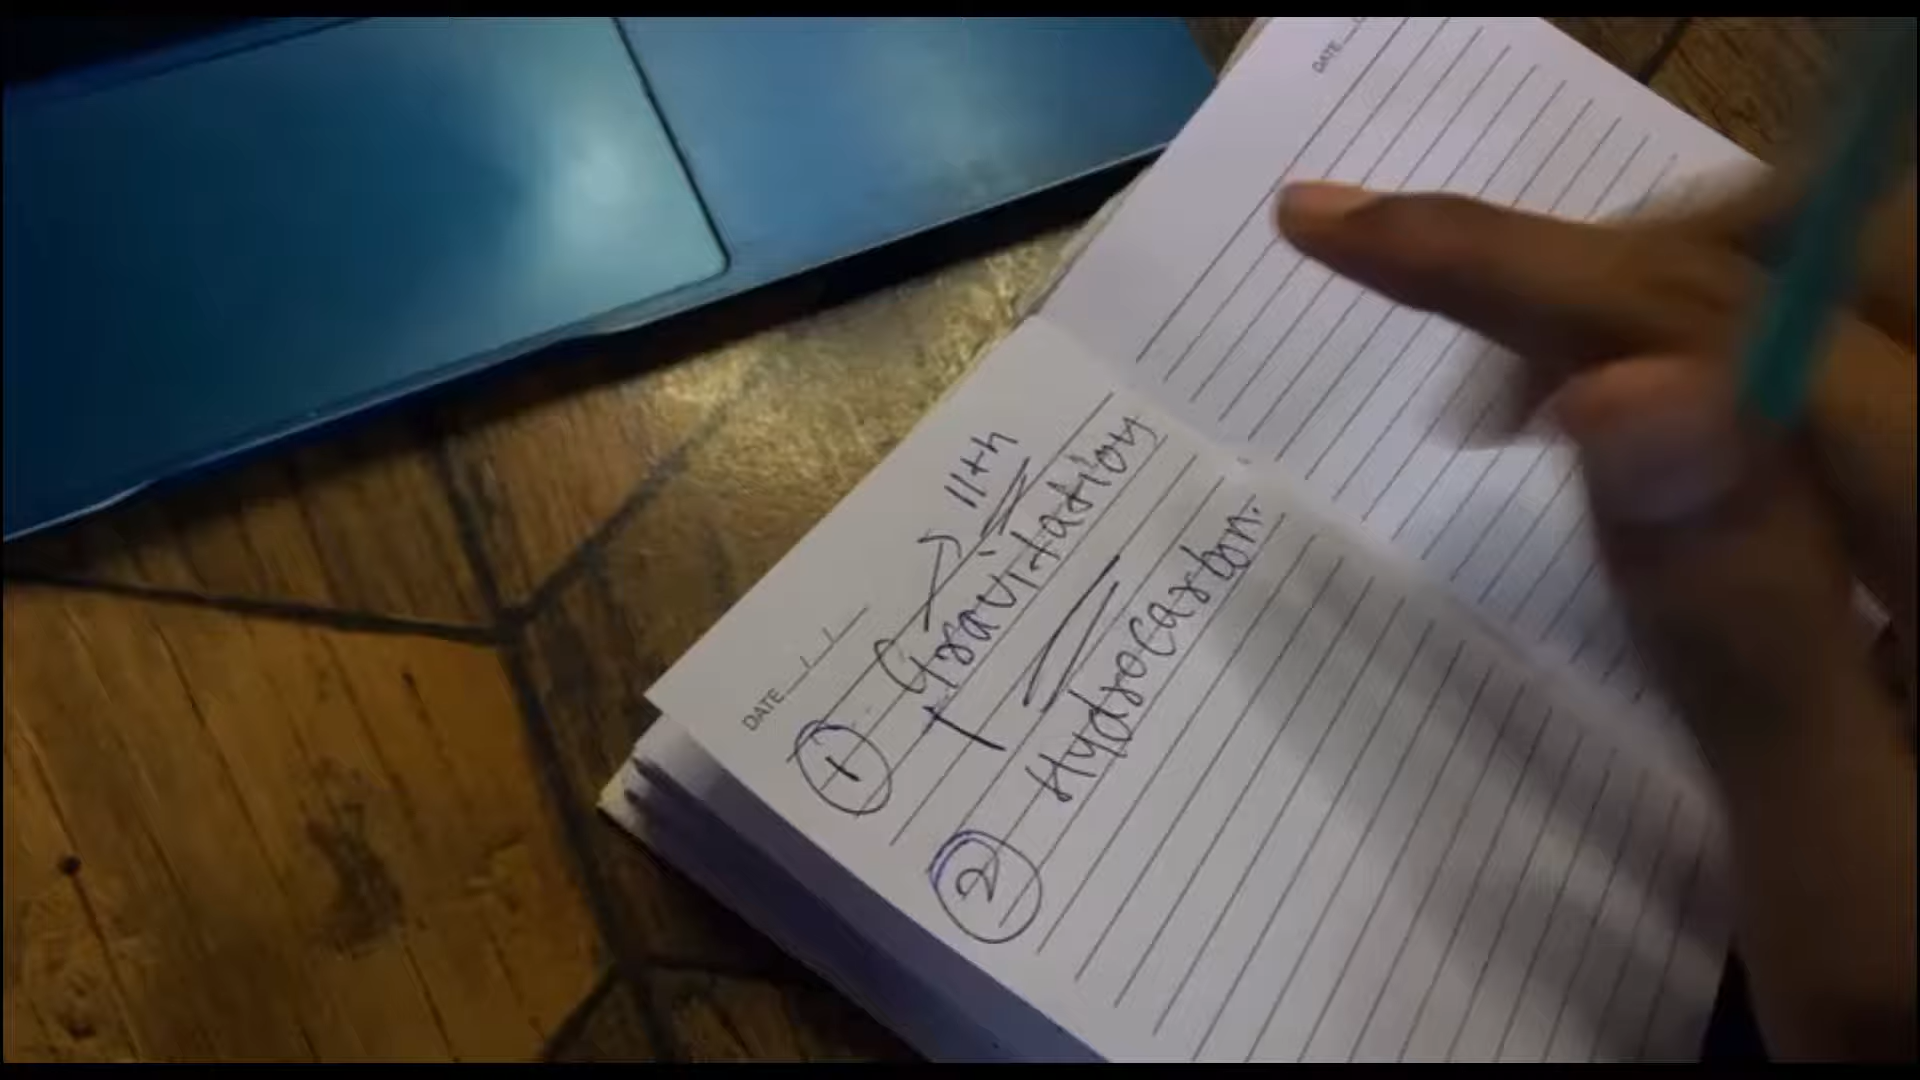 DATE
DATE
→ 11th
① Gravitation
② Hydrocarbon.